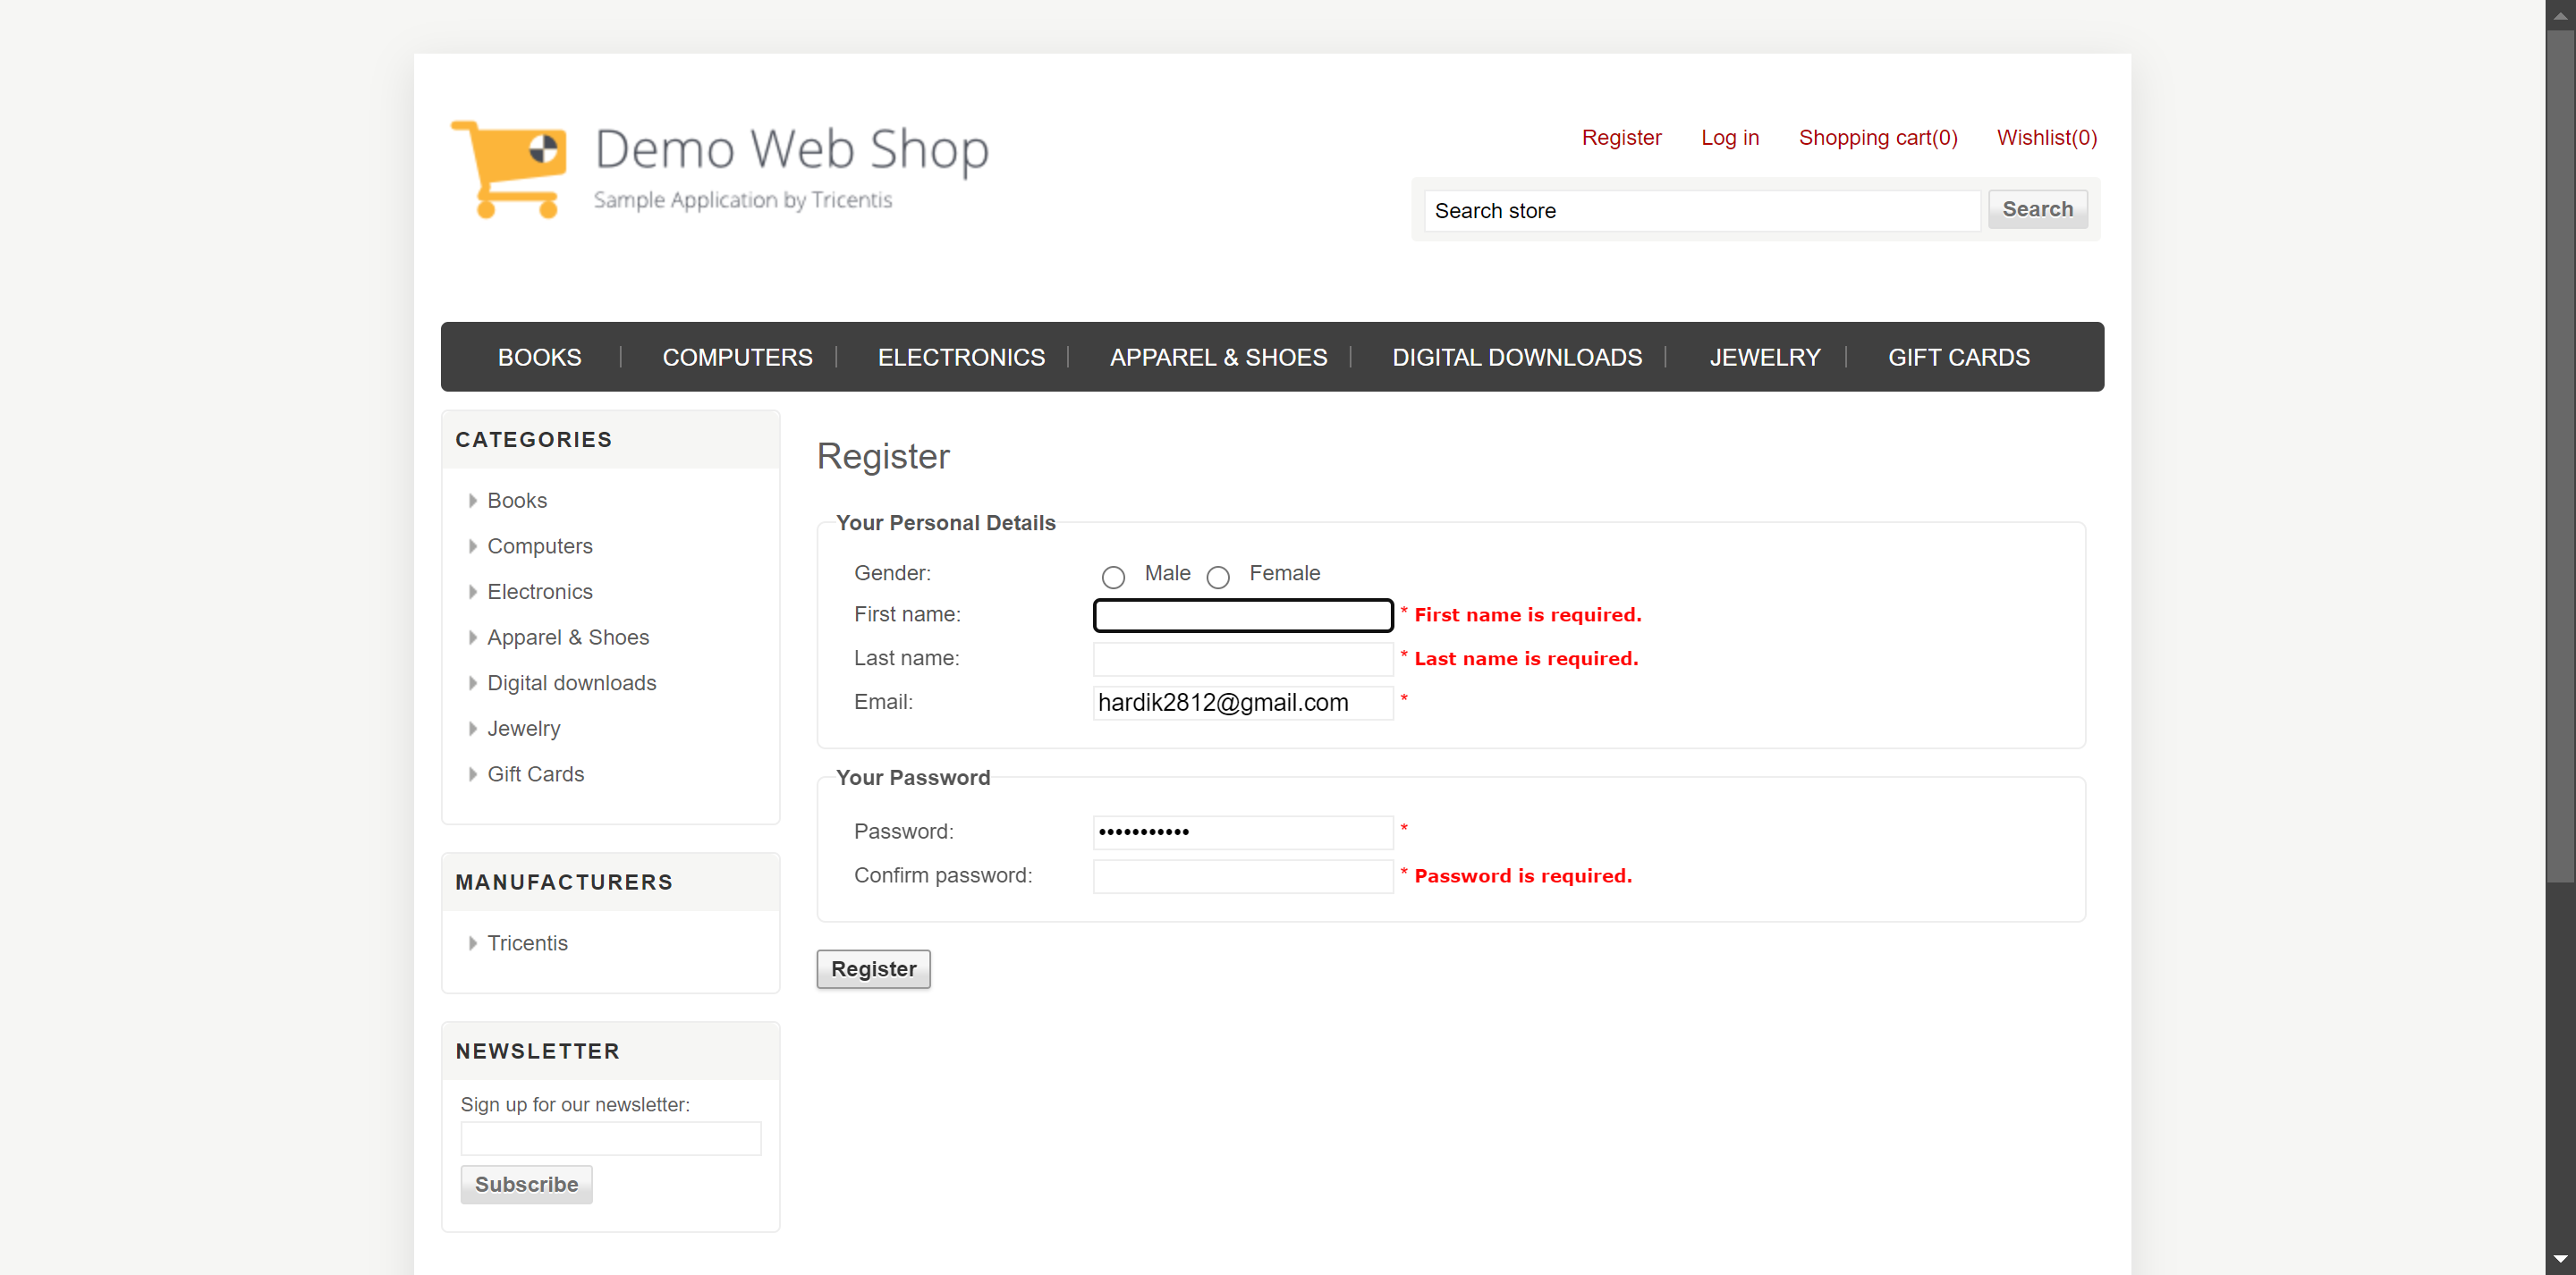 Demo Web Shop
Sample Application by Tricentis
Register Log in Shopping cart(0) Wishlist(0)
Search store Search
BOOKS COMPUTERS ELECTRONICS APPAREL & SHOES DIGITAL DOWNLOADS JEWELRY GIFT CARDS
CATEGORIES
Books
Computers
Electronics
Apparel & Shoes
Digital downloads
Jewelry
Gift Cards
MANUFACTURERS
Tricentis
NEWSLETTER
Sign up for our newsletter:
Subscribe
Register
Your Personal Details
Gender: Male Female
First name: * First name is required.
Last name: * Last name is required.
Email: hardik2812@gmail.com *
Your Password
Password: ••••••••••• *
Confirm password: * Password is required.
Register